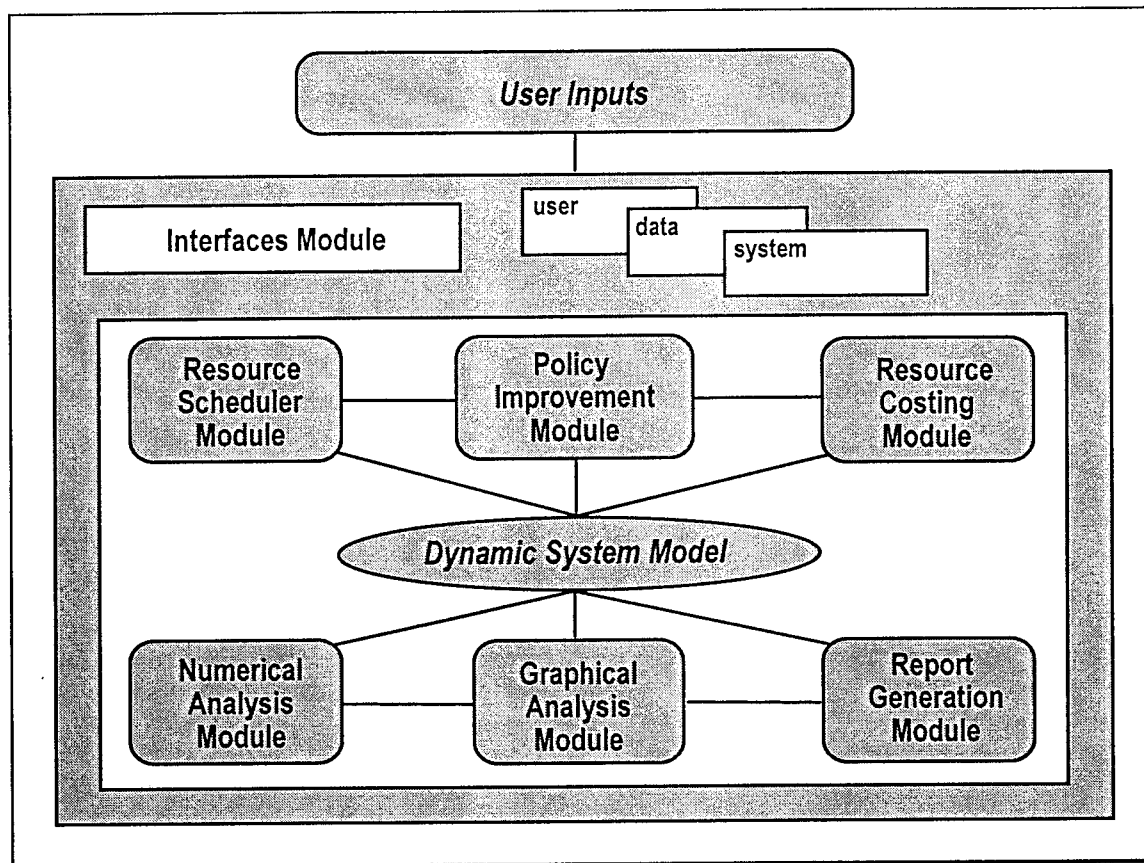 User Inputs
Interfaces Module
user
data
system
Resource
Scheduler
Module
Policy
Improvement
Module
Resource
Costing
Module
Dynamic System Model
Numerical
Analysis
Module
Graphical
Analysis
Module
Report
Generation
Module